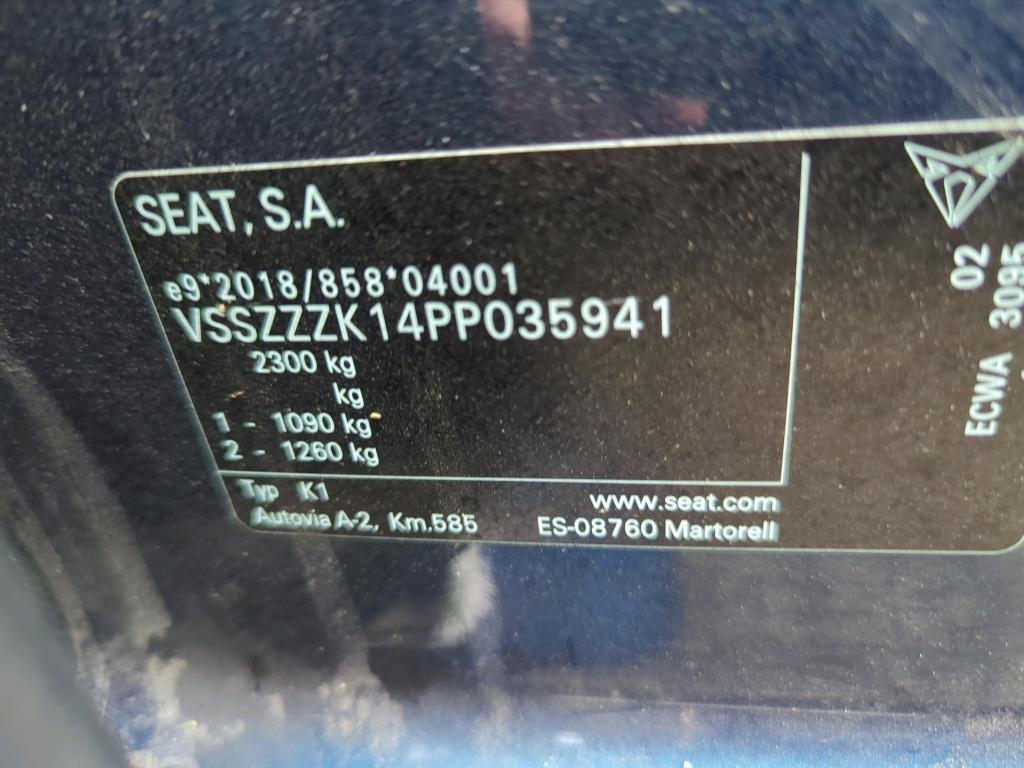 SEAT, S.A.
e9*2018/858*04001
VSSZZZK14PP035941
2300 kg
kg
1 - 1090 kg
2 - 1260 kg
Typ K1
www.seat.com
Autovia A-2, Km.585
ES-08760 Martorell
02
ECWA 3095